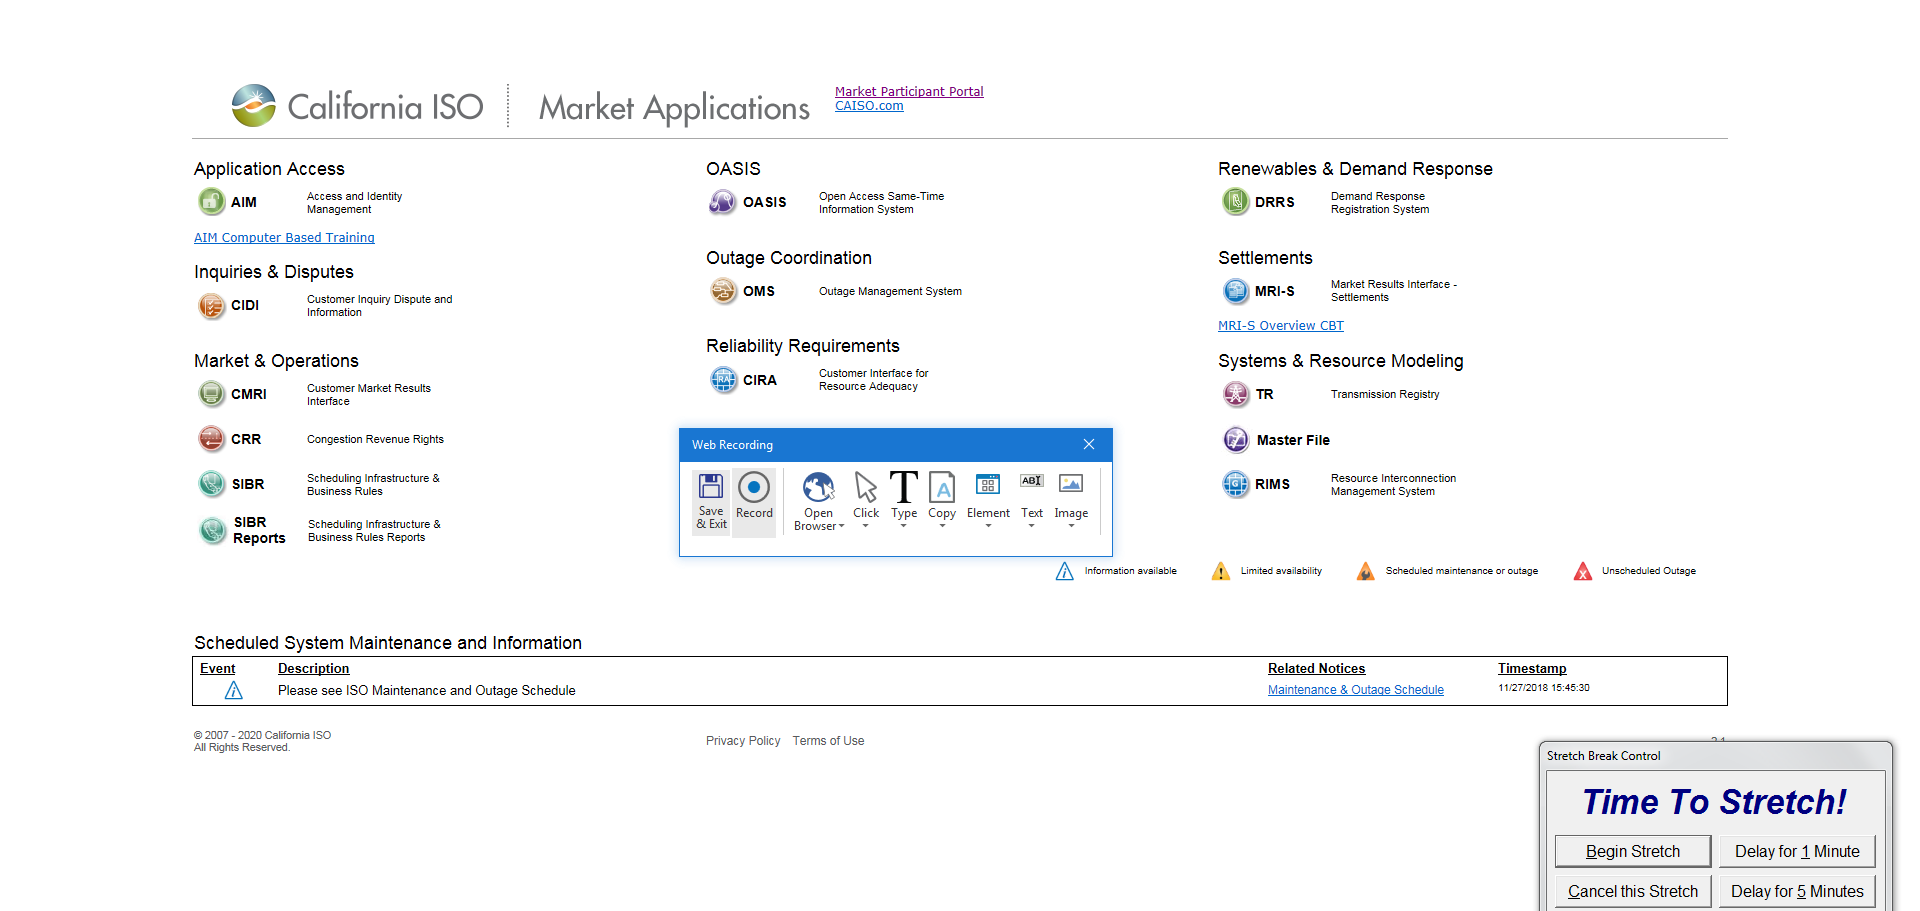 California ISO
Market Applications
Market Participant Portal
CAISO.com
Application Access
AIM
Access and Identity
Management
AIM Computer Based Training
Inquiries & Disputes
CIDI
Customer Inquiry Dispute and
Information
Market & Operations
CMRI
Customer Market Results
Interface
CRR
Congestion Revenue Rights
SIBR
Scheduling Infrastructure &
Business Rules
SIBR
Reports
Scheduling Infrastructure &
Business Rules Reports
OASIS
OASIS
Open Access Same-Time
Information System
Outage Coordination
OMS
Outage Management System
Reliability Requirements
RA
CIRA
Customer Interface for
Resource Adequacy
Renewables & Demand Response
DRRS
Demand Response
Registration System
Settlements
MRI-S
Market Results Interface -
Settlements
MRI-S Overview CBT
Systems & Resource Modeling
TR
Transmission Registry
Master File
G
RIMS
Resource Interconnection
Management System
Web Recording
Save
& Exit
Record
Open
Browser
Click
T
Type
A
Copy
Element
AB
Text
Image
Information available
Limited availability
Scheduled maintenance or outage
Unscheduled Outage
Scheduled System Maintenance and Information
Event
Description
Related Notices
Timestamp
Please see ISO Maintenance and Outage Schedule
Maintenance & Outage Schedule
11/27/2018 15:45:30
© 2007 - 2020 California ISO
All Rights Reserved.
Privacy Policy
Terms of Use
Stretch Break Control
Time To Stretch!
Begin Stretch
Delay for 1 Minute
Cancel this Stretch
Delay for 5 Minutes